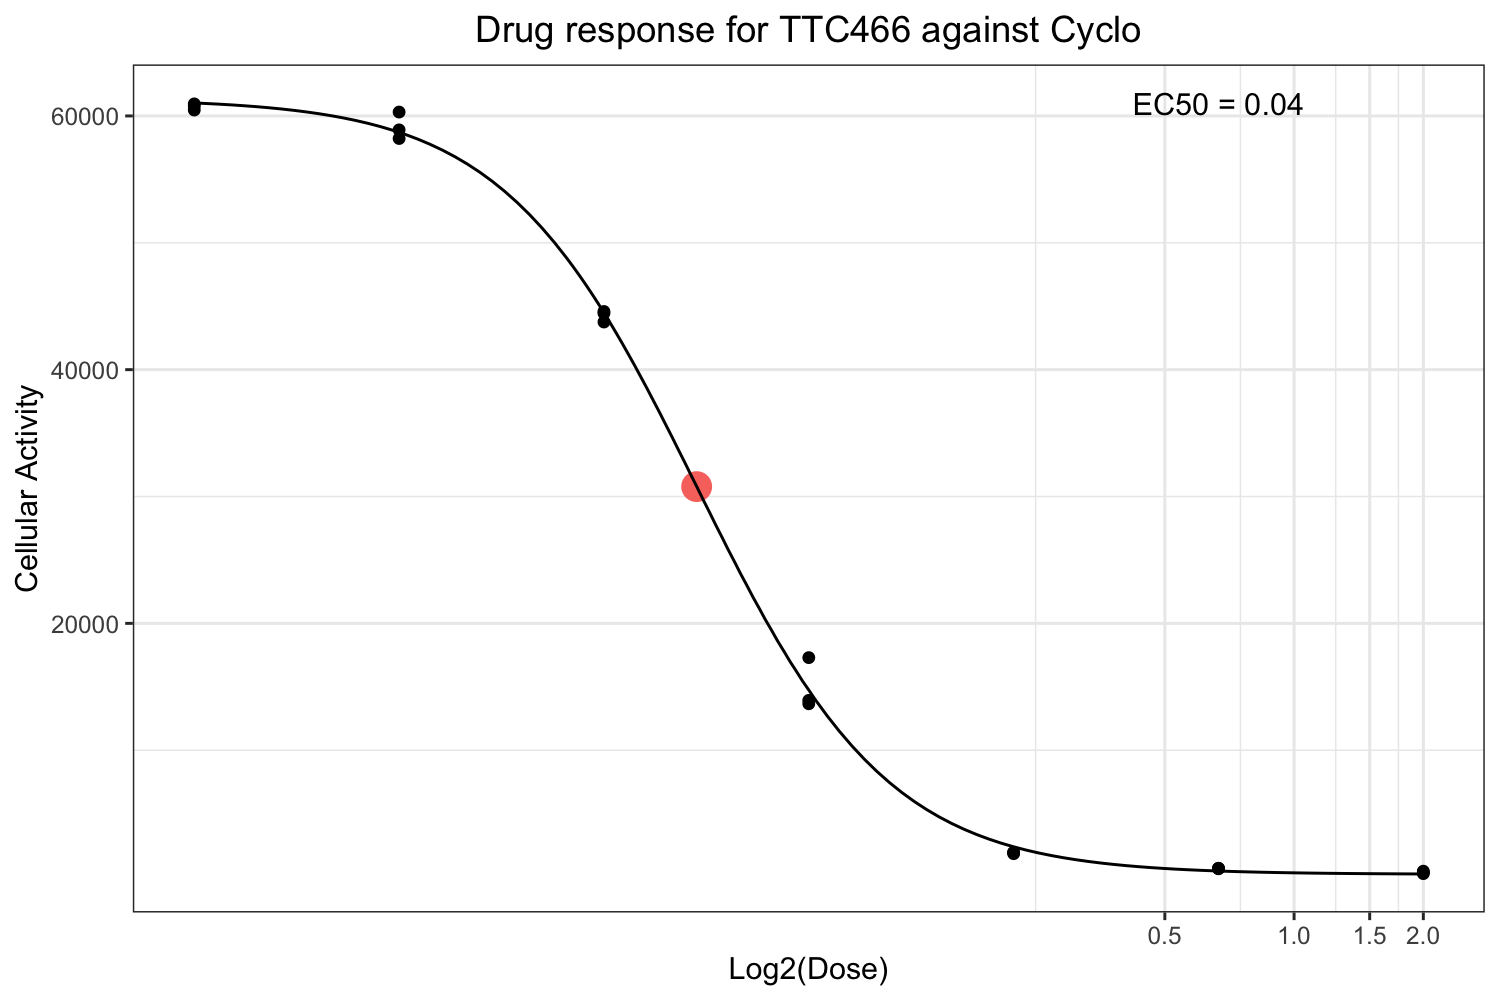 Drug response for TTC466 against Cyclo
EC50 = 0.04
60000
40000
20000
Cellular Activity
0.5 1.0 1.5 2.0
Log2(Dose)